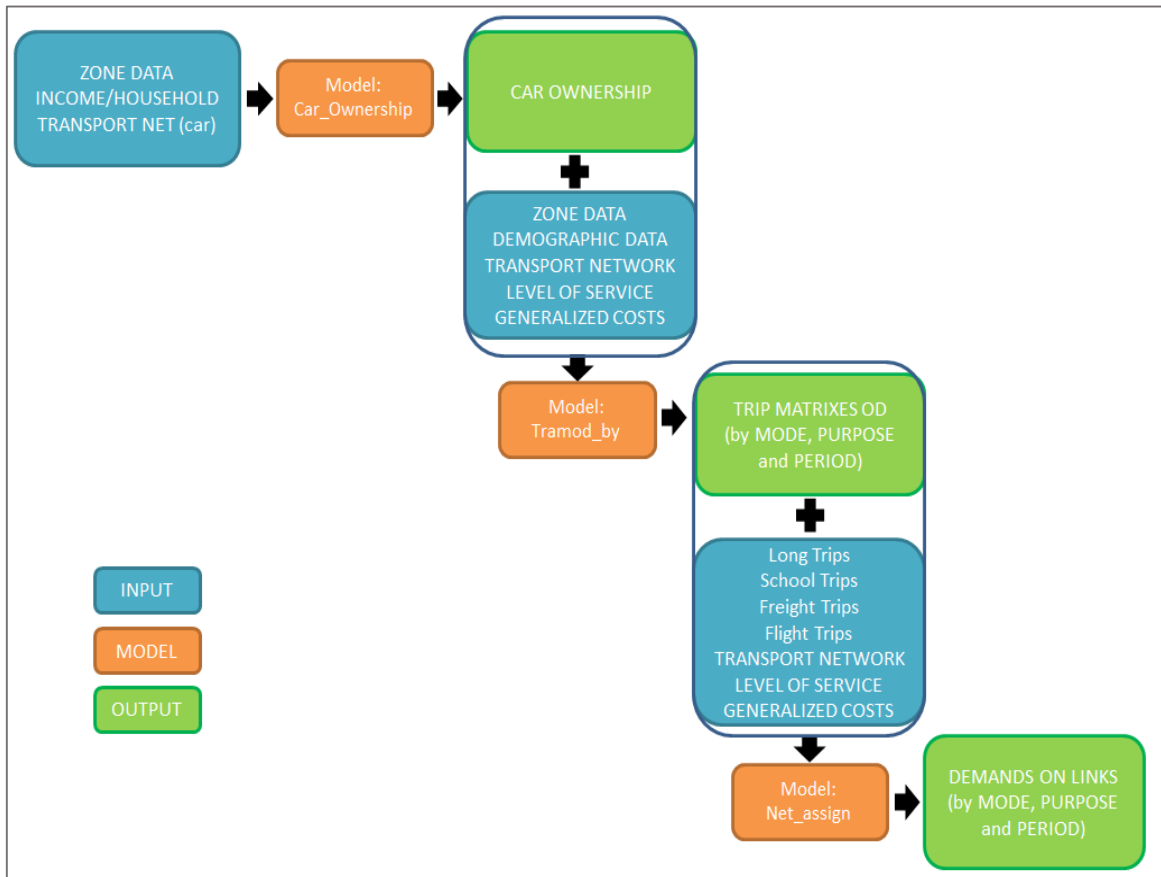 ZONE DATA
INCOME/HOUSEHOLD
TRANSPORT NET (car)
Model:
Car_Ownership
CAR OWNERSHIP
ZONE DATA
DEMOGRAPHIC DATA
TRANSPORT NETWORK
LEVEL OF SERVICE
GENERALIZED COSTS
Model:
Tramod_by
TRIP MATRIXES OD
(by MODE, PURPOSE
and PERIOD)
Long Trips
School Trips
Freight Trips
Flight Trips
TRANSPORT NETWORK
LEVEL OF SERVICE
GENERALIZED COSTS
INPUT
MODEL
OUTPUT
Model:
Net_assign
DEMANDS ON LINKS
(by MODE, PURPOSE
and PERIOD)